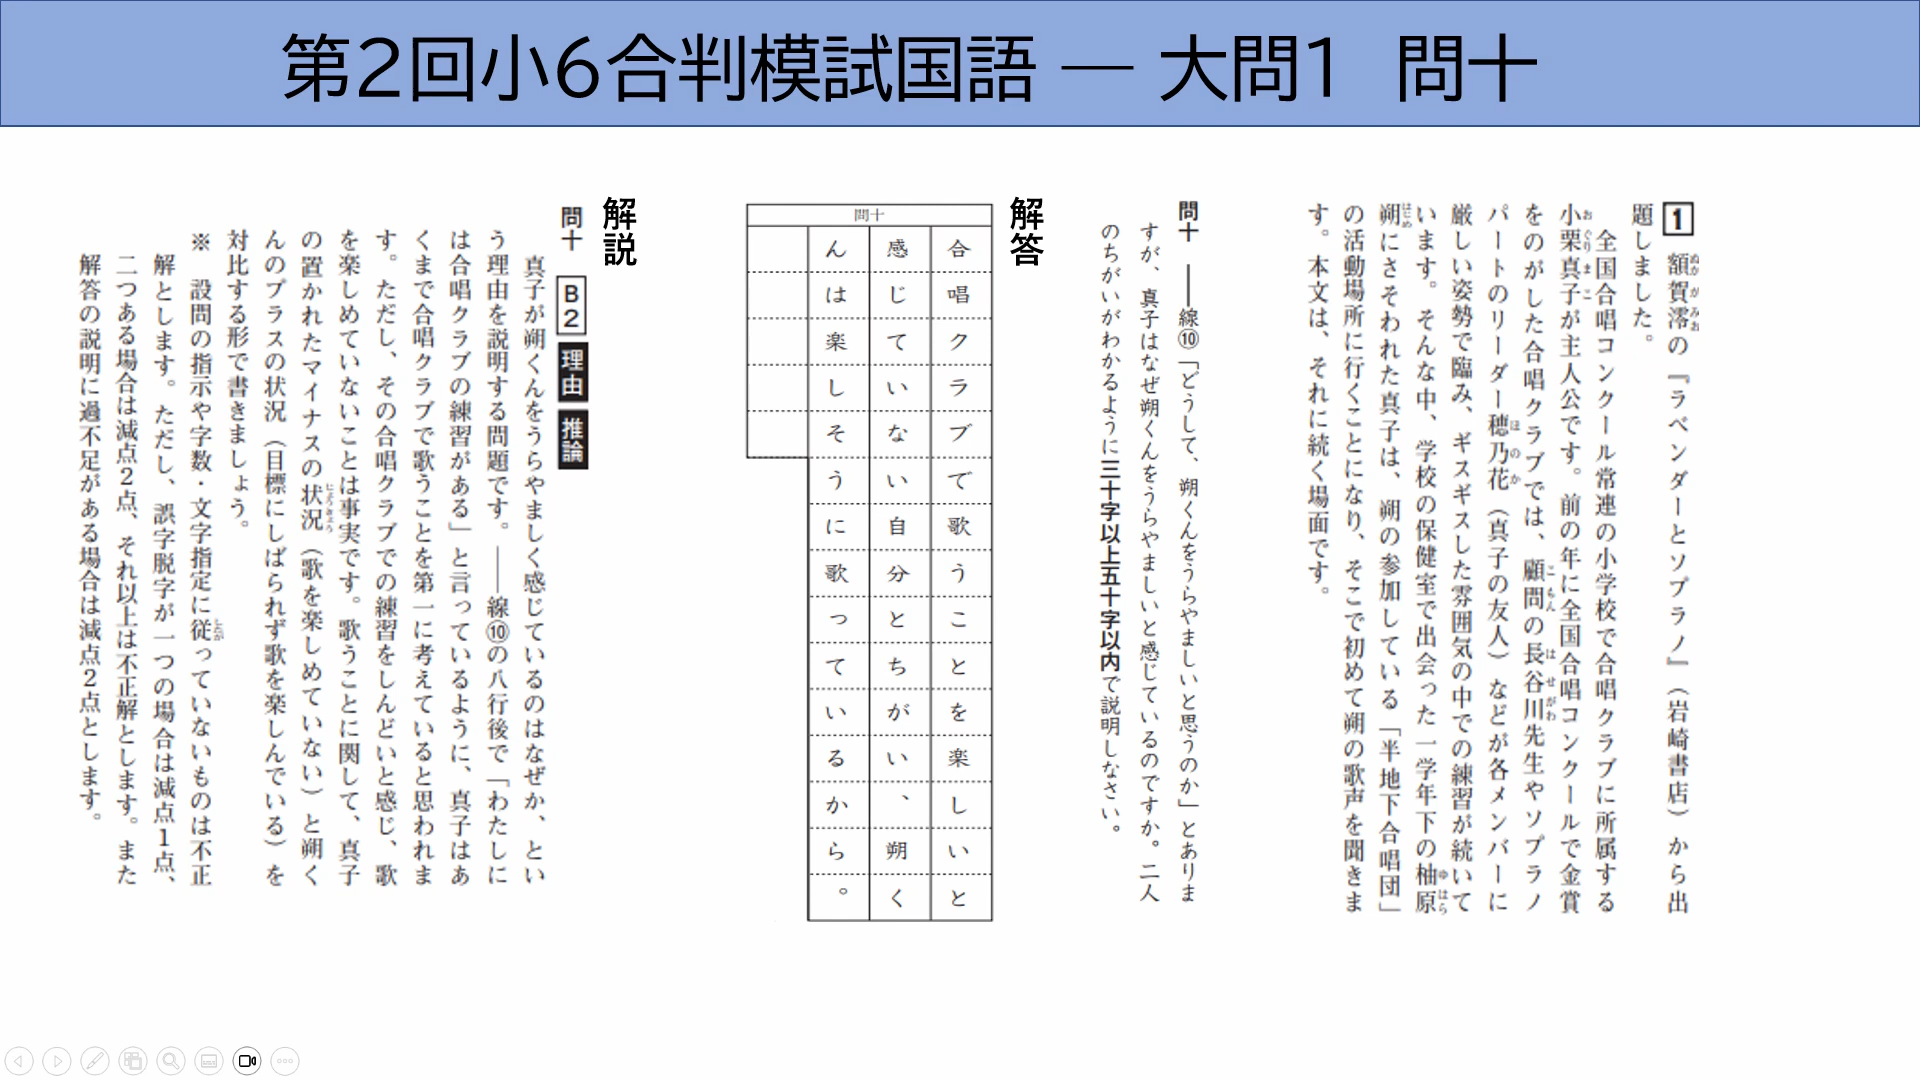 第2回小6合判模試国語 ― 大問1　問十
1 額賀澪の『ラベンダーとソプラノ』（岩崎書店）から出
題しました。
全国合唱コンクール常連の小学校で合唱クラブに所属する
小栗真子が主人公です。前の年に全国合唱コンクールで金賞
をのがした合唱クラブでは、顧問の長谷川先生やソプラノ
パートのリーダー穂乃花（真子の友人）などが各メンバーに
厳しい姿勢で臨み、ギスギスした雰囲気の中での練習が続いて
います。そんな中、学校の保健室で出会った一学年下の柚原
朔にさそわれた真子は、朔の参加している「半地下合唱団」
の活動場所に行くことになり、そこで初めて朔の歌声を聞きま
す。本文は、それに続く場面です。
問十　――線⑩「どうして、朔くんをうらやましいと思うのか」とありま
すが、真子はなぜ朔くんをうらやましいと感じているのですか。二人
のちがいがわかるように三十字以上五十字以内で説明しなさい。
解答
問十
合唱クラブで歌うことを楽しいと
感じていない自分とちがい、朔く
んは楽しそうに歌っているから。
解説
問十 B2 理由 推論
真子が朔くんをうらやましく感じているのはなぜか、とい
う理由を説明する問題です。――線⑩の八行後で「わたしに
は合唱クラブの練習がある」と言っているように、真子はあ
くまで合唱クラブで歌うことを第一に考えていると思われま
す。ただし、その合唱クラブでの練習をしんどいと感じ、歌
を楽しめていないことは事実です。歌うことに関して、真子
の置かれたマイナスの状況（歌を楽しめていない）と朔く
んのプラスの状況（目標にしばられず歌を楽しんでいる）を
対比する形で書きましょう。
※　設問の指示や字数・文字指定に従っていないものは不正
解とします。ただし、誤字脱字が一つの場合は減点1点、
二つある場合は減点2点、それ以上は不正解とします。また
解答の説明に過不足がある場合は減点2点とします。